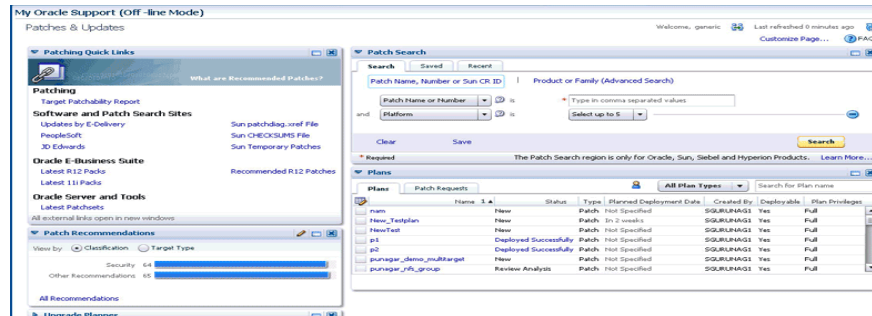 My Oracle Support (Off-line Mode)
Patches & Updates
Welcome, generic
Last refreshed 0 minutes ago
Customize Page...
FAQ
Patching Quick Links
What are Recommended Patches?
Patching
Target Patchability Report
Software and Patch Search Sites
Updates by E-Delivery Sun patchdiag.xref File
PeopleSoft Sun CHECKSUMS File
JD Edwards Sun Temporary Patches
Oracle E-Business Suite
Latest R12 Packs Recommended R12 Patches
Latest 11i Packs
Oracle Server and Tools
Latest Patchsets
All external links open in new windows
Patch Recommendations
View by Classification Target Type
Security 64
Other Recommendations 65
All Recommendations
Upgrade Planner
Patch Search
Search Saved Recent
Patch Name, Number or Sun CR ID | Product or Family (Advanced Search)
Patch Name or Number is * Type in comma separated values
and Platform is Select up to 5
Clear Save Search
* Required The Patch Search region is only for Oracle, Sun, Siebel and Hyperion Products. Learn More...
Plans
Plans Patch Requests All Plan Types Search for Plan name
Name 1 Status Type Planned Deployment Date Created By Deployable Plan Privileges
nam New Patch Not Specified SGURUNAG1 Yes Full
New_Testplan New Patch In 2 weeks SGURUNAG1 Yes Full
NewTest New Patch Not Specified SGURUNAG1 Yes Full
p1 Deployed Successfully Patch Not Specified SGURUNAG1 Yes Full
p2 Deployed Successfully Patch Not Specified SGURUNAG1 Yes Full
punagar_demo_multitarget New Patch Not Specified SGURUNAG1 Yes Full
punagar_nfs_group Review Analysis Patch Not Specified SGURUNAG1 Yes Full